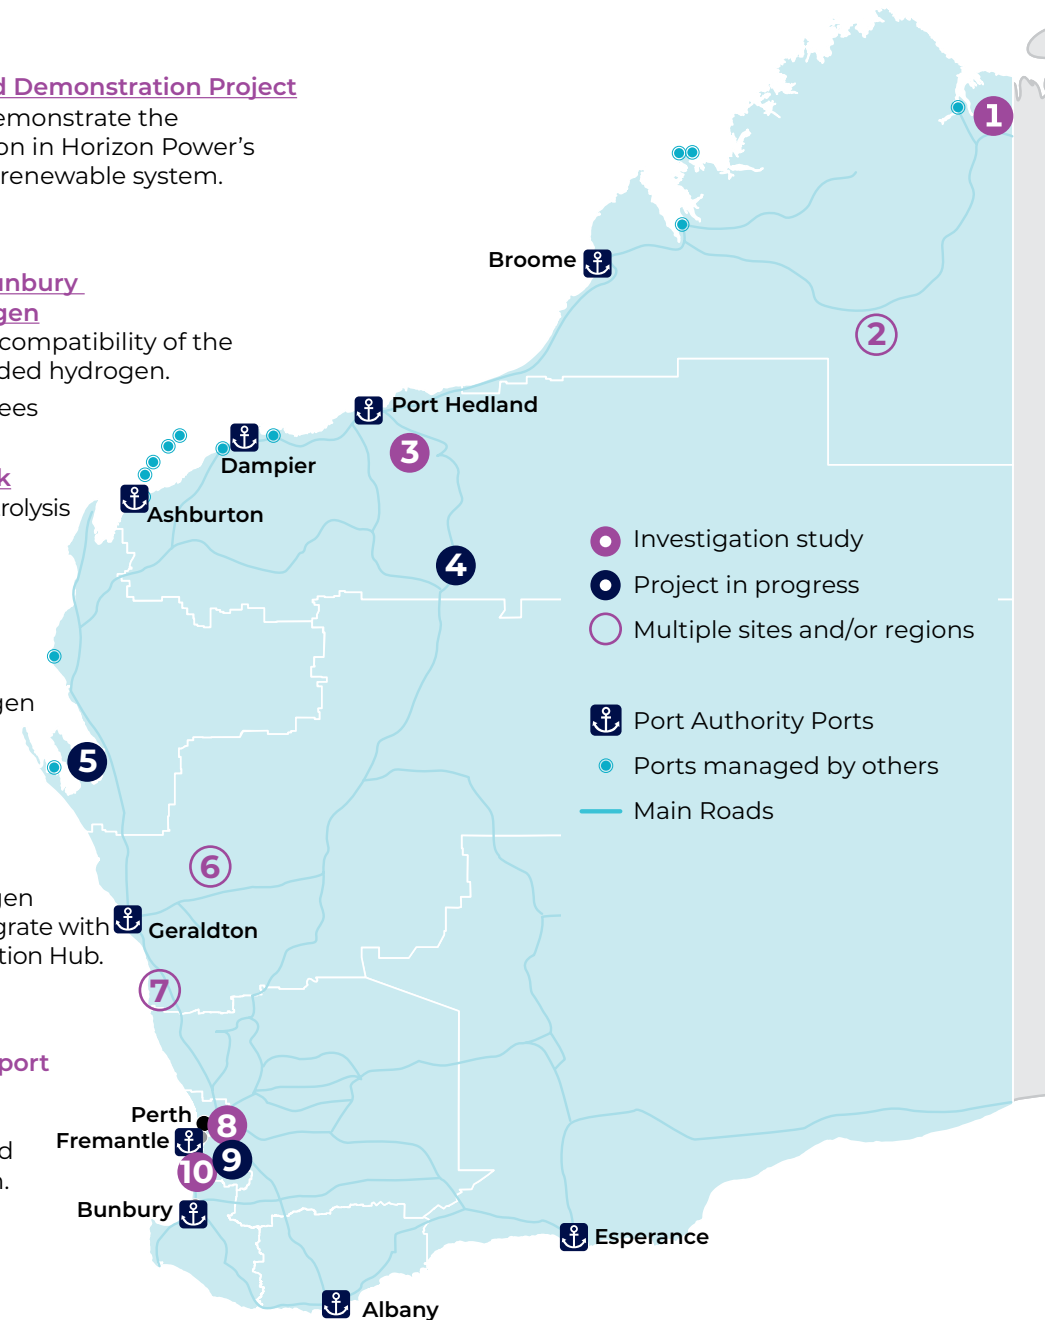 d Demonstration Project
emonstrate the
on in Horizon Power's
renewable system.
unbury
gen
compatibility of the
ded hydrogen.
ees
k
rolysis
gen
gen
grate with
tion Hub.
port
d
n.
1
Broome
2
Port Hedland
3
Dampier
Ashburton
4
Investigation study
Project in progress
Multiple sites and/or regions
Port Authority Ports
Ports managed by others
Main Roads
5
6
Geraldton
7
Perth
8
Fremantle
9
10
Bunbury
Esperance
Albany